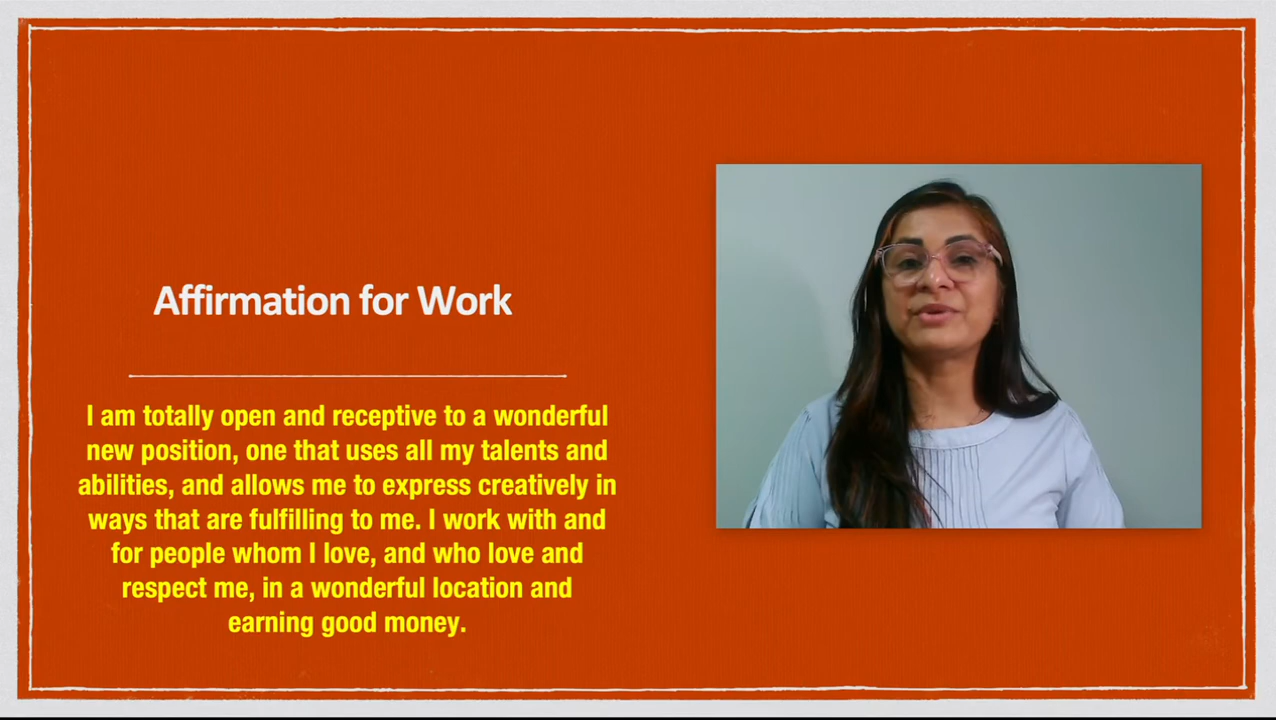 Affirmation for Work
I am totally open and receptive to a wonderful
new position, one that uses all my talents and
abilities, and allows me to express creatively in
ways that are fulfilling to me. I work with and
for people whom I love, and who love and
respect me, in a wonderful location and
earning good money.